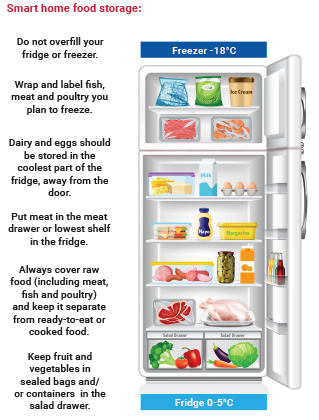 Smart home food storage:
Do not overfill your
fridge or freezer.
Freezer -18°C
Wrap and label fish,
meat and poultry you
plan to freeze.
Ice Cream
Dairy and eggs should
be stored in the
coolest part of the
fridge, away from the
door.
Milk
Put meat in the meat
drawer or lowest shelf
in the fridge.
Mayo
Margarine
Always cover raw
food (including meat,
fish and poultry)
and keep it separate
from ready-to-eat or
cooked food.
Salad Drawer
Salad Drawer
Keep fruit and
vegetables in
sealed bags and/
or containers in the
salad drawer.
Fridge 0-5°C